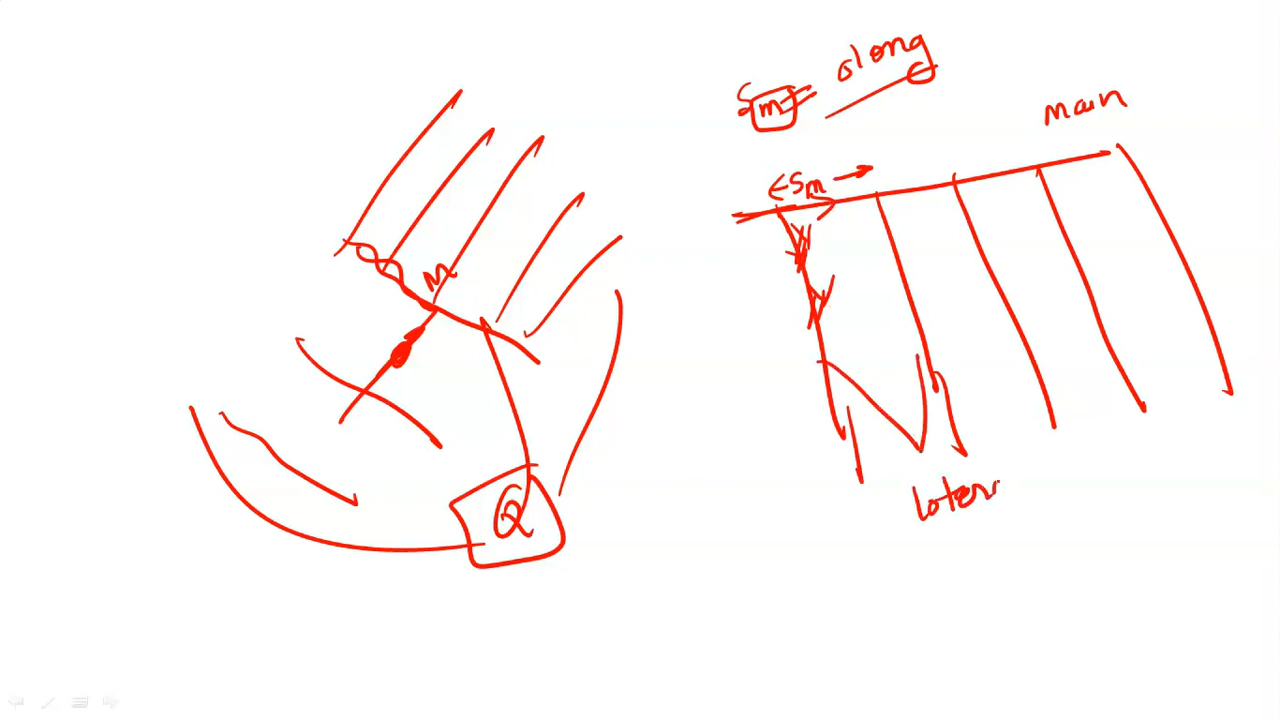 Sm = along
main
Sm
M
Q
later